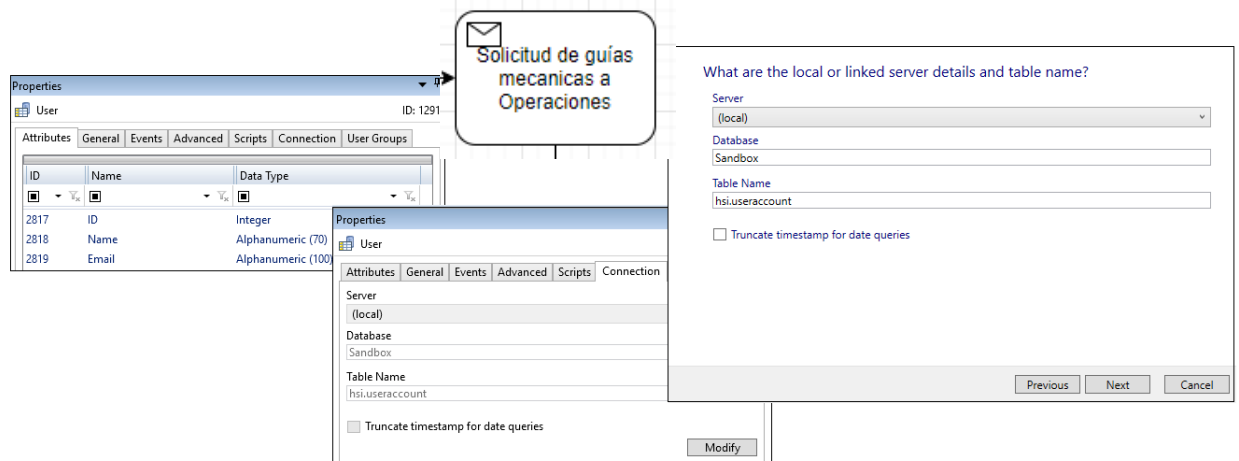 Solicitud de guías
mecanicas a
Operaciones
Properties
User
ID: 1291
Attributes General Events Advanced Scripts Connection User Groups
ID Name Data Type
2817 ID Integer
2818 Name Alphanumeric (70)
2819 Email Alphanumeric (100)
Properties
User
Attributes General Events Advanced Scripts Connection
Server
(local)
Database
Sandbox
Table Name
hsi.useraccount
Truncate timestamp for date queries
Modify
What are the local or linked server details and table name?
Server
(local)
Database
Sandbox
Table Name
hsi.useraccount
Truncate timestamp for date queries
Previous Next Cancel